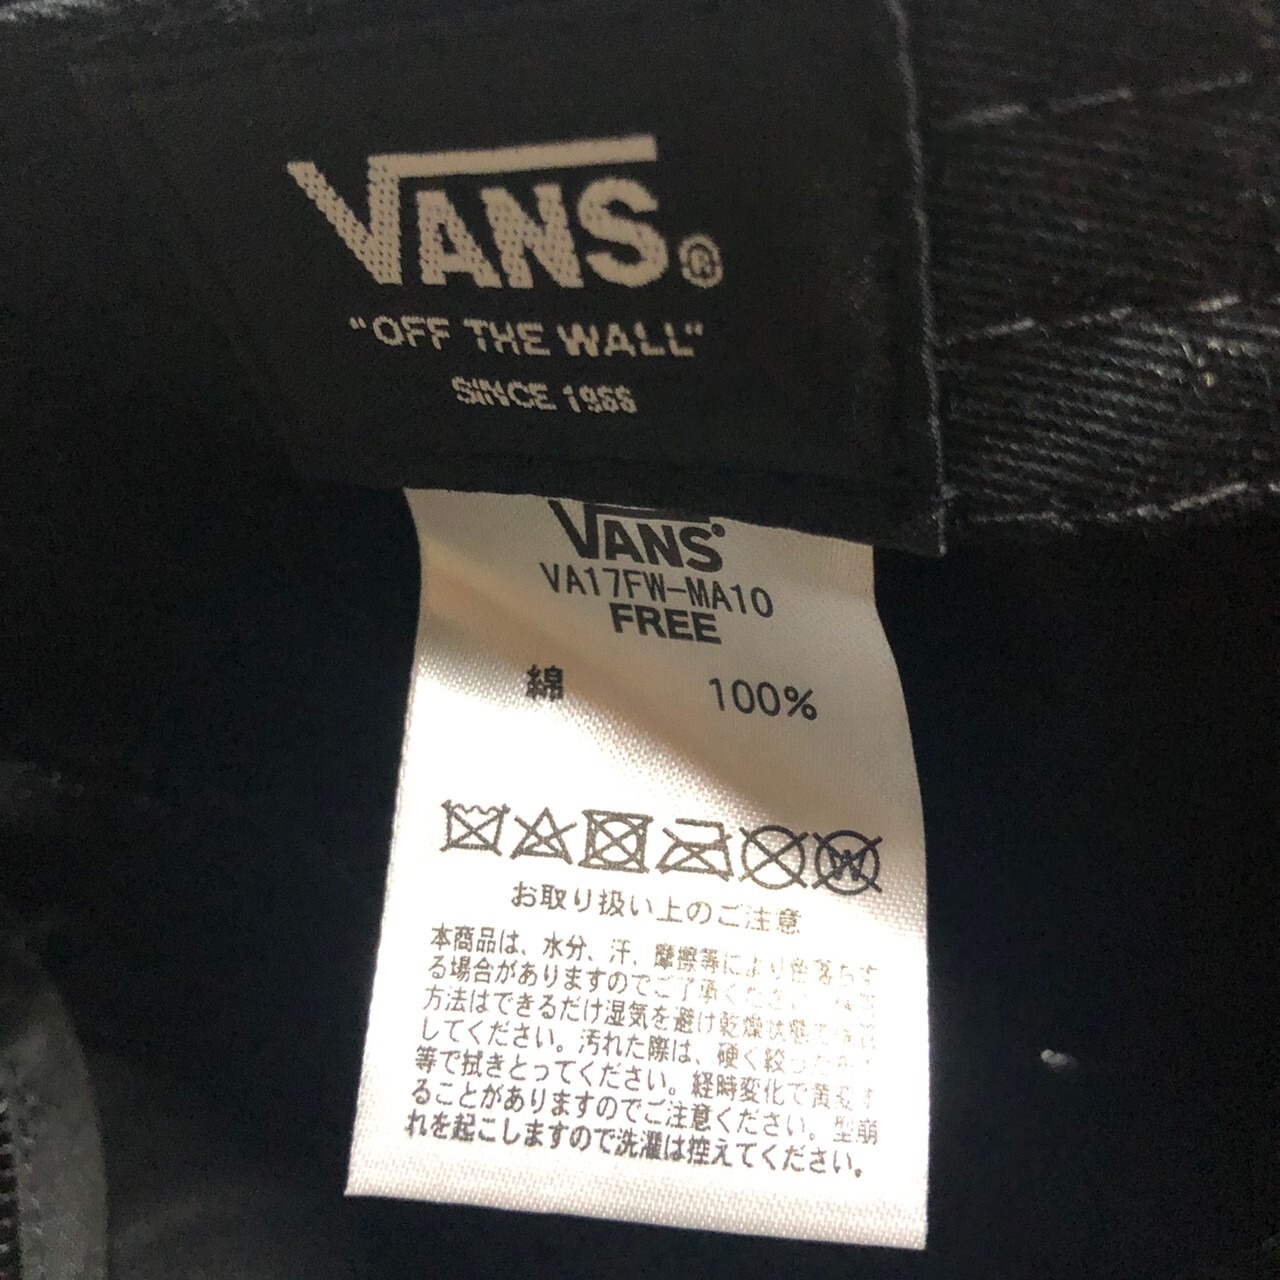 VANS®
"OFF THE WALL"
SINCE 1966
VANS
VA17FW-MA10
FREE
綿 100%
W
お取り扱い上のご注意
本商品は、水分、汗、摩擦等により色落ちす
る場合がありますのでご了承ください。
方法はできるだけ湿気を避け乾燥状態で
してください。汚れた際は、硬く絞った
等で拭きとってください。経時変化で黄変す
ることがありますのでご注意ください。型崩
れを起こしますので洗濯は控えてください。